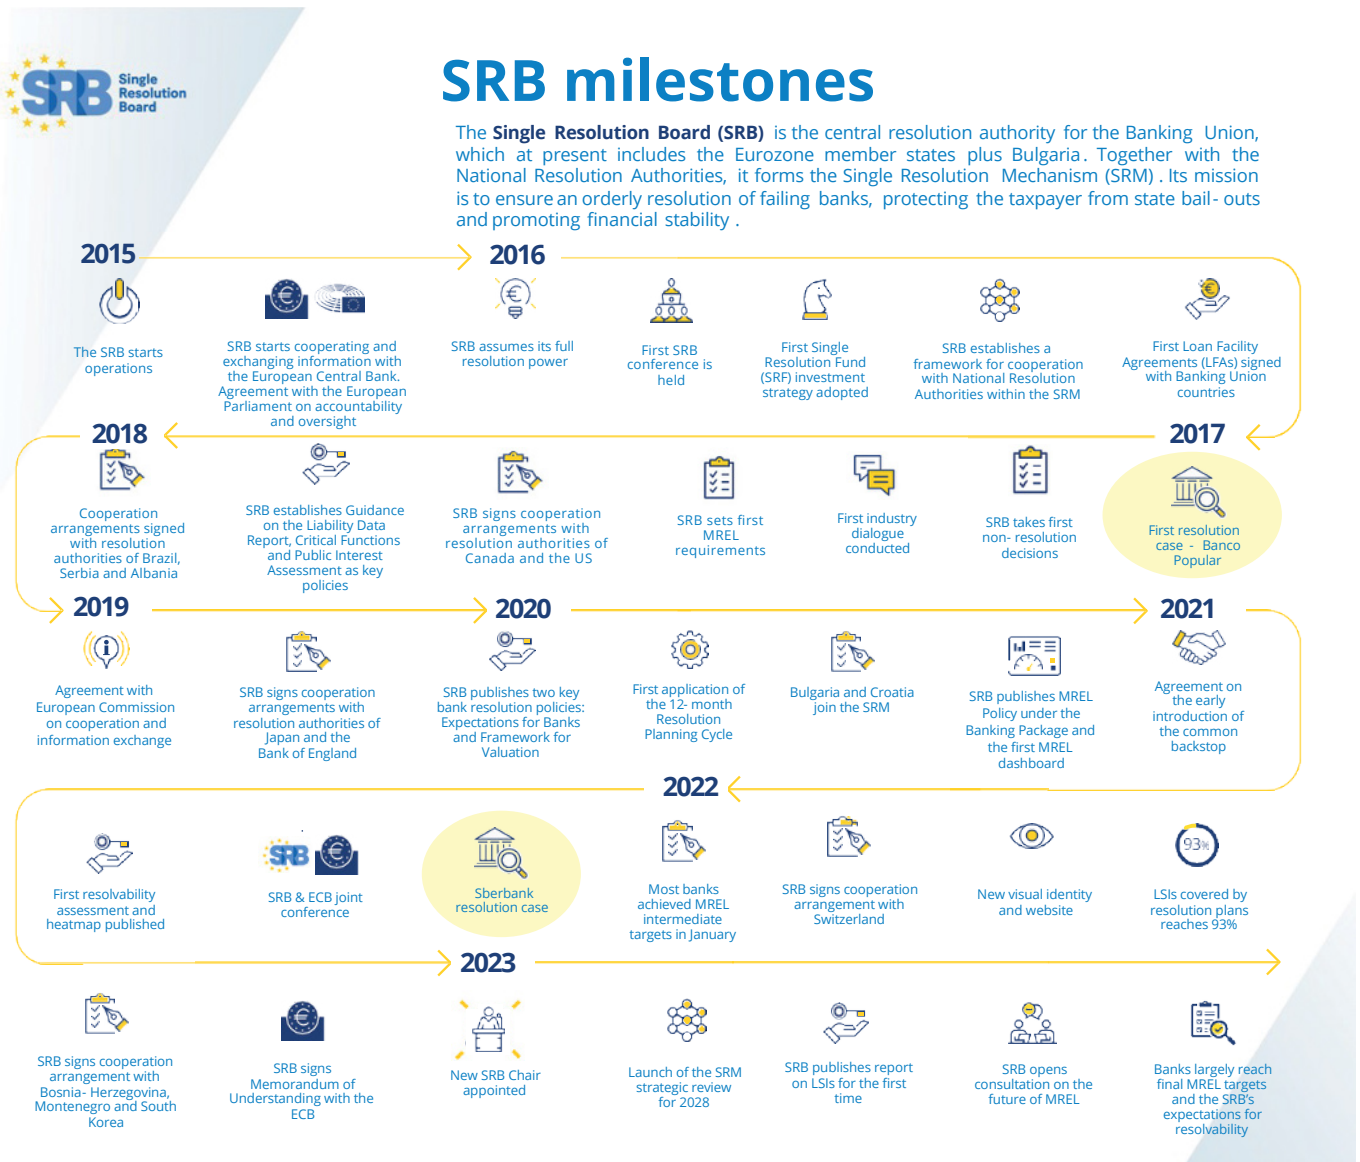 SRB
Single
Resolution
Board
SRB milestones
The Single Resolution Board (SRB) is the central resolution authority for the Banking Union,
which at present includes the Eurozone member states plus Bulgaria. Together with the
National Resolution Authorities, it forms the Single Resolution Mechanism (SRM) . Its mission
is to ensure an orderly resolution of failing banks, protecting the taxpayer from state bail- outs
and promoting financial stability .
2015
2016
The SRB starts
operations
SRB starts cooperating and
exchanging information with
the European Central Bank.
Agreement with the European
Parliament on accountability
and oversight
SRB assumes its full
resolution power
First SRB
conference is
held
First Single
Resolution Fund
(SRF) investment
strategy adopted
SRB establishes a
framework for cooperation
with National Resolution
Authorities within the SRM
First Loan Facility
Agreements (LFAs) signed
with Banking Union
countries
2018
2017
Cooperation
arrangements signed
with resolution
authorities of Brazil,
Serbia and Albania
SRB establishes Guidance
on the Liability Data
Report, Critical Functions
and Public Interest
Assessment as key
policies
SRB signs cooperation
arrangements with
resolution authorities of
Canada and the US
SRB sets first
MREL
requirements
First industry
dialogue
conducted
SRB takes first
non- resolution
decisions
First resolution
case - Banco
Popular
2019
2020
2021
Agreement with
European Commission
on cooperation and
information exchange
SRB signs cooperation
arrangements with
resolution authorities of
Japan and the
Bank of England
SRB publishes two key
bank resolution policies:
Expectations for Banks
and Framework for
Valuation
First application of
the 12- month
Resolution
Planning Cycle
Bulgaria and Croatia
join the SRM
SRB publishes MREL
Policy under the
Banking Package and
the first MREL
dashboard
Agreement on
the early
introduction of
the common
backstop
2022
First resolvability
assessment and
heatmap published
SRB
SRB & ECB joint
conference
Sberbank
resolution case
Most banks
achieved MREL
intermediate
targets in January
SRB signs cooperation
arrangement with
Switzerland
New visual identity
and website
93%
LSIs covered by
resolution plans
reaches 93%
2023
SRB signs cooperation
arrangement with
Bosnia- Herzegovina,
Montenegro and South
Korea
SRB signs
Memorandum of
Understanding with the
ECB
New SRB Chair
appointed
Launch of the SRM
strategic review
for 2028
SRB publishes report
on LSIs for the first
time
SRB opens
consultation on the
future of MREL
Banks largely reach
final MREL targets
and the SRB's
expectations for
resolvability